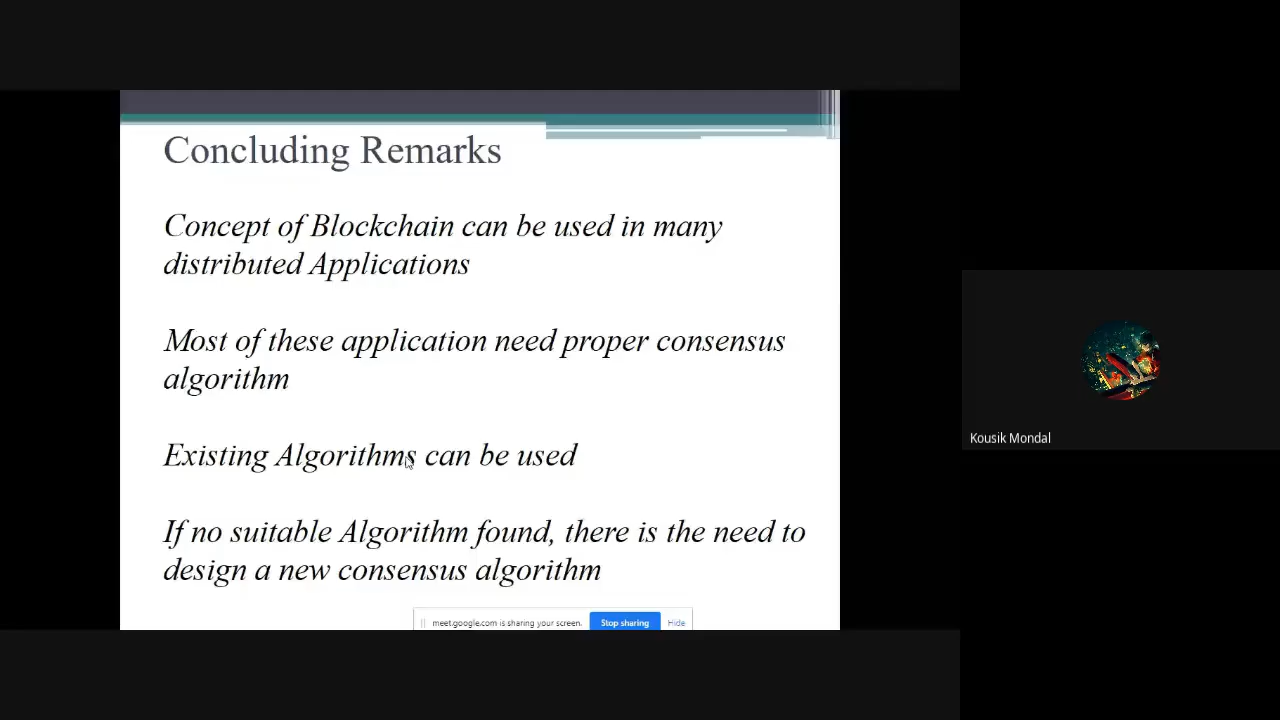 Concluding Remarks
Concept of Blockchain can be used in many
distributed Applications
Most of these application need proper consensus
algorithm
Existing Algorithms can be used
If no suitable Algorithm found, there is the need to
design a new consensus algorithm
meet.google.com is sharing your screen.
Stop sharing
Hide
Kousik Mondal